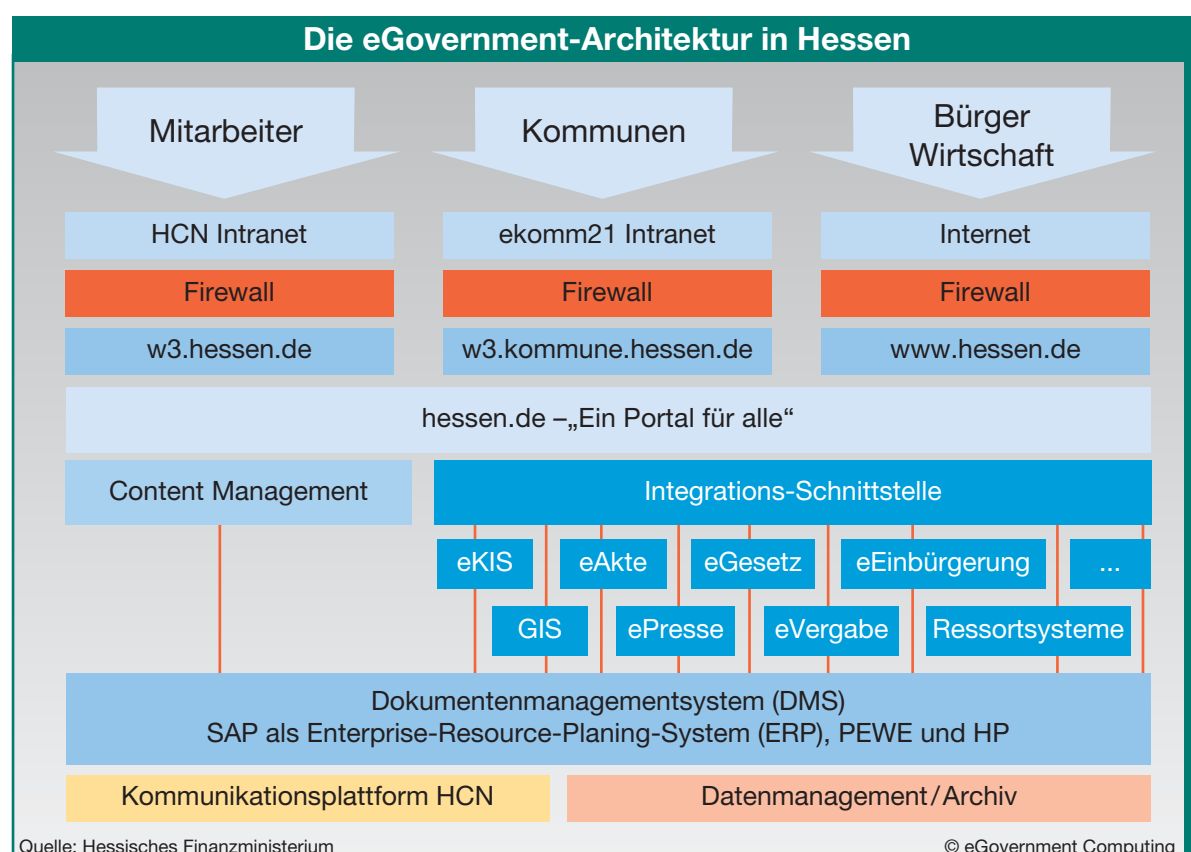 Die eGovernment-Architektur in Hessen
Mitarbeiter
Kommunen
Bürger
Wirtschaft
HCN Intranet
ekomm21 Intranet
Internet
Firewall
Firewall
Firewall
w3.hessen.de
w3.kommune.hessen.de
www.hessen.de
hessen.de –„Ein Portal für alle“
Content Management
Integrations-Schnittstelle
eKIS
eAkte
eGesetz
eEinbürgerung
...
GIS
ePresse
eVergabe
Ressortsysteme
Dokumentenmanagementsystem (DMS)
SAP als Enterprise-Resource-Planing-System (ERP), PEWE und HP
Kommunikationsplattform HCN
Datenmanagement/Archiv
Quelle: Hessisches Finanzministerium
© eGovernment Computing